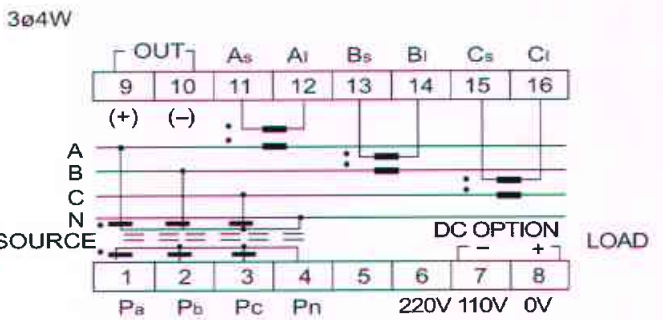 3ø4W
OUT As Al Bs Bl Cs Cl
9 10 11 12 13 14 15 16
(+) (–)
A
B
C
N
SOURCE DC OPTION LOAD
– +
1 2 3 4 5 6 7 8
Pa Pb Pc Pn 220V 110V 0V